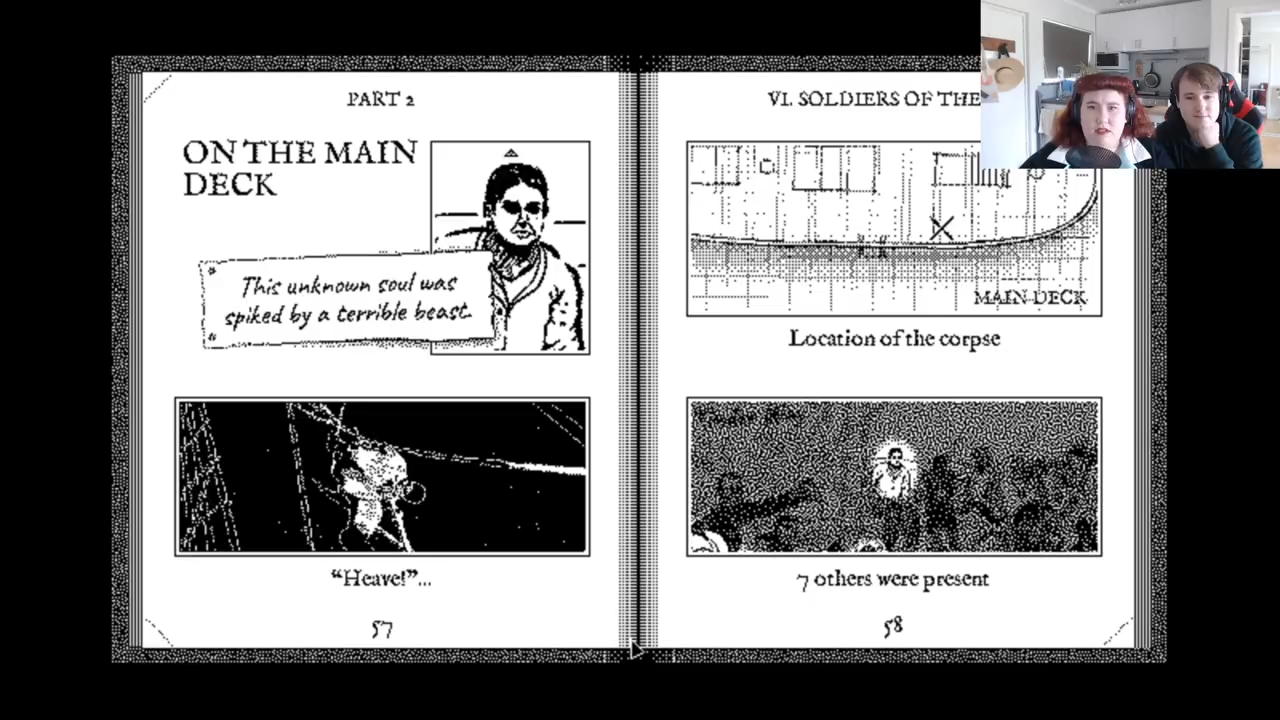 PART 2
ON THE MAIN
DECK
This unknown soul was
spiked by a terrible beast.
"Heave!"...
57
VI. SOLDIERS OF THE
MAIN DECK
Location of the corpse
7 others were present
58